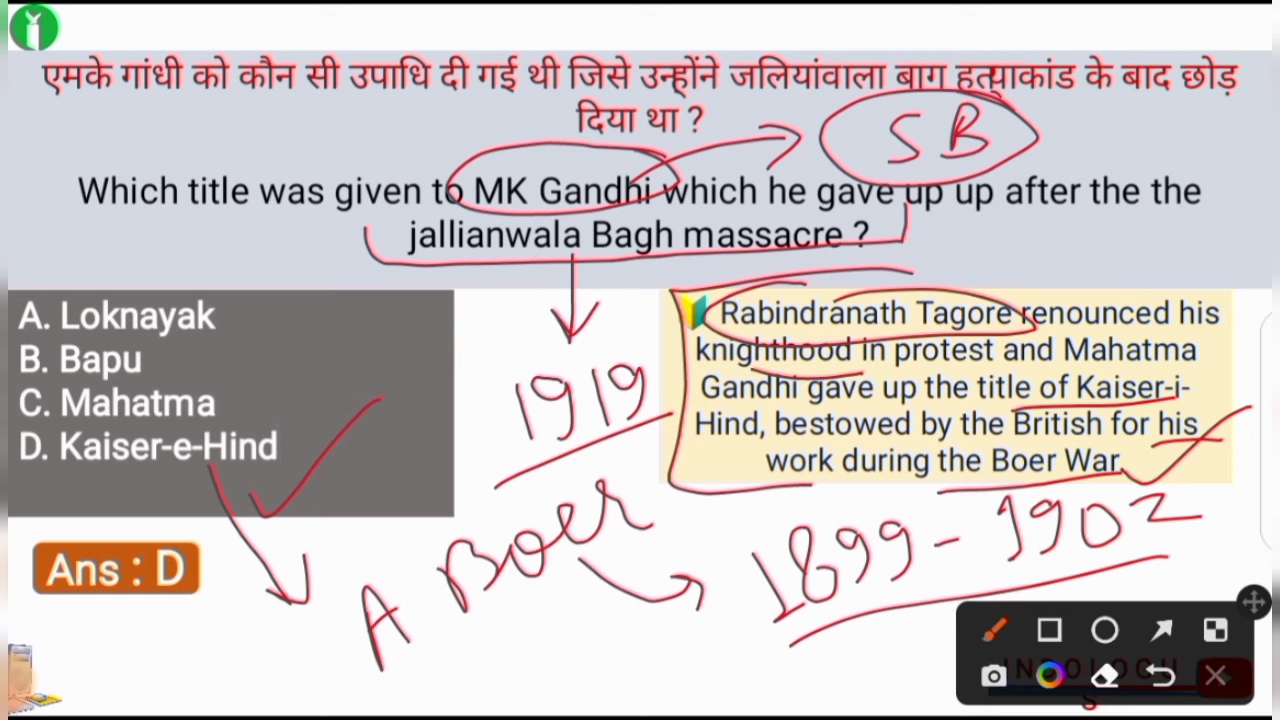 एमके गांधी को कौन सी उपाधि दी गई थी जिसे उन्होंने जलियांवाला बाग हत्याकांड के बाद छोड़
दिया था ?
S B
Which title was given to MK Gandhi which he gave up up after the the
jallianwala Bagh massacre ?
A. Loknayak
B. Bapu
C. Mahatma
D. Kaiser-e-Hind
Ans : D
1919
A Boer
Rabindranath Tagore renounced his
knighthood in protest and Mahatma
Gandhi gave up the title of Kaiser-i-
Hind, bestowed by the British for his
work during the Boer War.
1899 - 1902